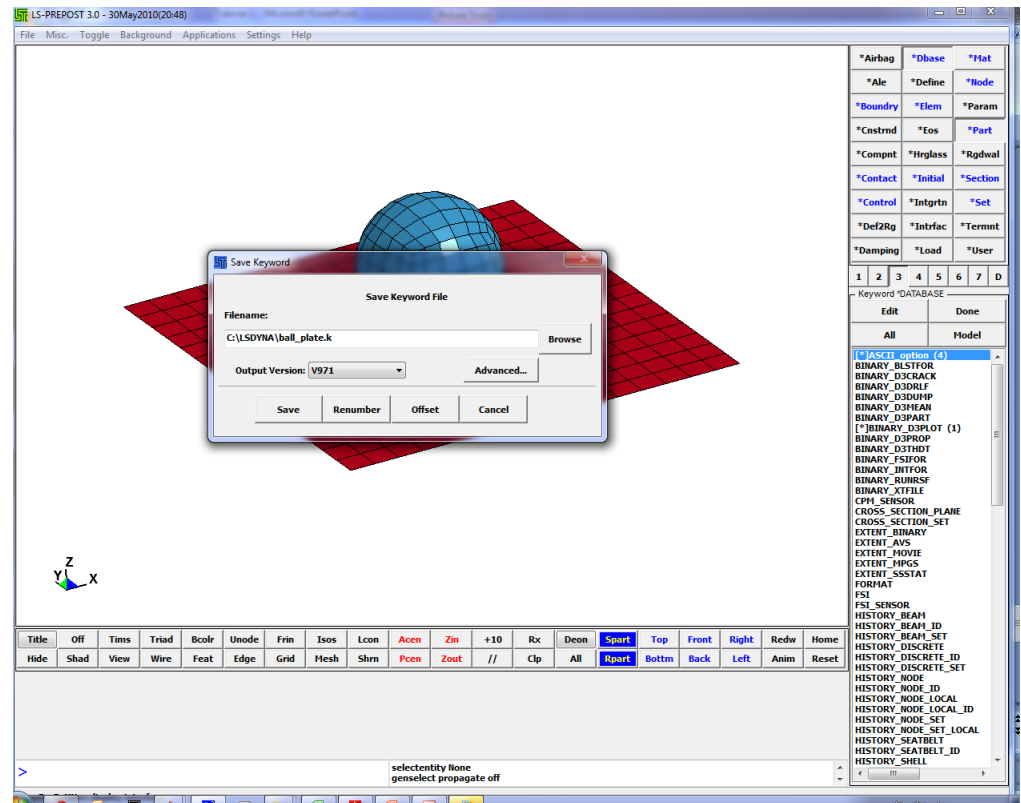 LS-PREPOST 3.0 - 30May2010(20:48)
File Misc. Toggle Background Applications Settings Help
*Airbag *Dbase *Mat
*Ale *Define *Node
*Boundry *Elem *Param
*Cnstrnd *Eos *Part
*Compnt *Hrglass *Rgdwal
*Contact *Initial *Section
*Control *Intgrtn *Set
*Def2Rg *Intrfac *Termnt
*Damping *Load *User
1 2 3 4 5 6 7 D
Keyword *DATABASE
Edit Done
All Model
[*]ASCII_option (4)
BINARY_BLSTFOR
BINARY_D3CRACK
BINARY_D3DRLF
BINARY_D3DUMP
BINARY_D3MEAN
BINARY_D3PART
[*]BINARY_D3PLOT (1)
BINARY_D3PROP
BINARY_D3THDT
BINARY_FSIFOR
BINARY_INTFOR
BINARY_RUNRSF
BINARY_XTFILE
CPM_SENSOR
CROSS_SECTION_PLANE
CROSS_SECTION_SET
EXTENT_BINARY
EXTENT_AVS
EXTENT_MOVIE
EXTENT_MPGS
EXTENT_SSSTAT
FORMAT
FSI
FSI_SENSOR
HISTORY_BEAM
HISTORY_BEAM_ID
HISTORY_BEAM_SET
HISTORY_DISCRETE
HISTORY_DISCRETE_ID
HISTORY_DISCRETE_SET
HISTORY_NODE
HISTORY_NODE_ID
HISTORY_NODE_LOCAL
HISTORY_NODE_LOCAL_ID
HISTORY_NODE_SET
HISTORY_NODE_SET_LOCAL
HISTORY_SEATBELT
HISTORY_SEATBELT_ID
HISTORY_SHELL
Save Keyword
Save Keyword File
Filename:
C:\LSDYNA\ball_plate.k Browse
Output Version: V971 Advanced...
Save Renumber Offset Cancel
Z
Y X
Title Off Tims Triad Bcolr Unode Frin Isos Lcon Acen Zin +10 Rx Deon Spart Top Front Right Redw Home
Hide Shad View Wire Feat Edge Grid Mesh Shrn Pcen Zout // Clp All Rpart Bottm Back Left Anim Reset
selectentity None
> genselect propagate off